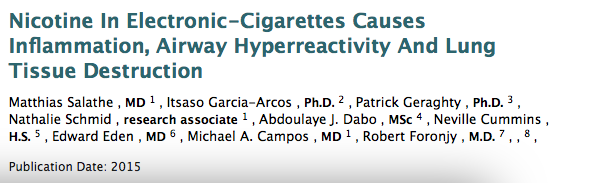 Nicotine In Electronic-Cigarettes Causes
Inflammation, Airway Hyperreactivity And Lung
Tissue Destruction
Matthias Salathe , MD 1 , Itsaso Garcia-Arcos , Ph.D. 2 , Patrick Geraghty , Ph.D. 3 ,
Nathalie Schmid , research associate 1 , Abdoulaye J. Dabo , MSc 4 , Neville Cummins ,
H.S. 5 , Edward Eden , MD 6 , Michael A. Campos , MD 1 , Robert Foronjy , M.D. 7 , , 8 ,
Publication Date: 2015